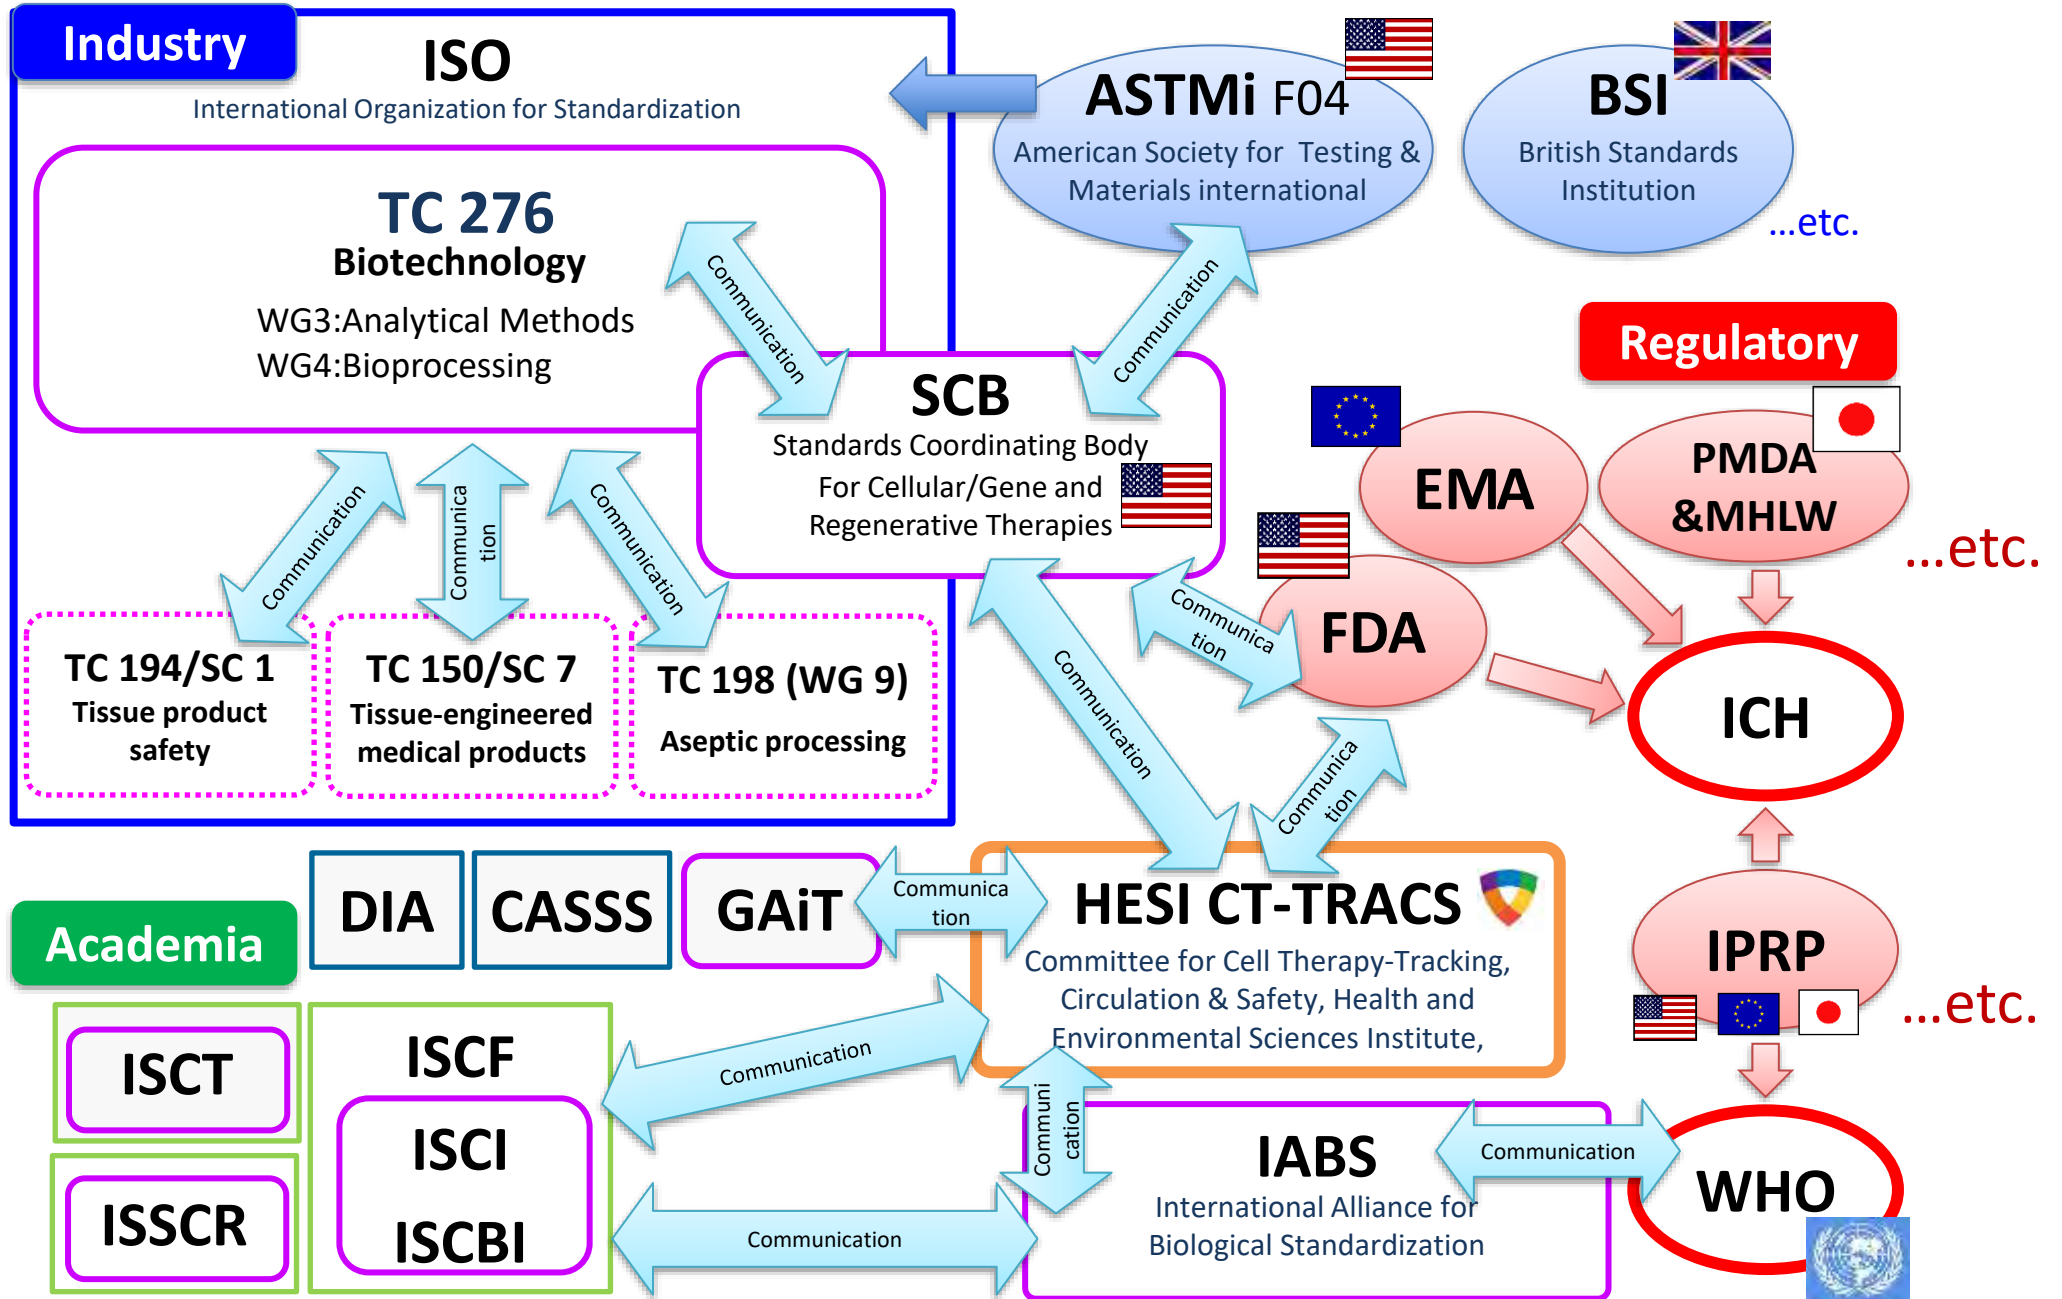 Industry
ISO
International Organization for Standardization
TC 276
Biotechnology
WG3:Analytical Methods
WG4:Bioprocessing
ASTMi F04
American Society for Testing &
Materials international
BSI
British Standards
Institution
...etc.
Communication
Communication
SCB
Standards Coordinating Body
For Cellular/Gene and
Regenerative Therapies
Regulatory
EMA
PMDA
&MHLW
...etc.
FDA
ICH
Communication
Communica
tion
Communication
TC 194/SC 1
Tissue product
safety
TC 150/SC 7
Tissue-engineered
medical products
TC 198 (WG 9)
Aseptic processing
Communication
Communica
tion
Communica
tion
DIA
CASSS
GAiT
Communica
tion
HESI CT-TRACS
Committee for Cell Therapy-Tracking,
Circulation & Safety, Health and
Environmental Sciences Institute,
IPRP
...etc.
Academia
ISCT
ISSCR
ISCF
ISCI
ISCBI
Communication
Communi
cation
Communication
IABS
International Alliance for
Biological Standardization
Communication
WHO